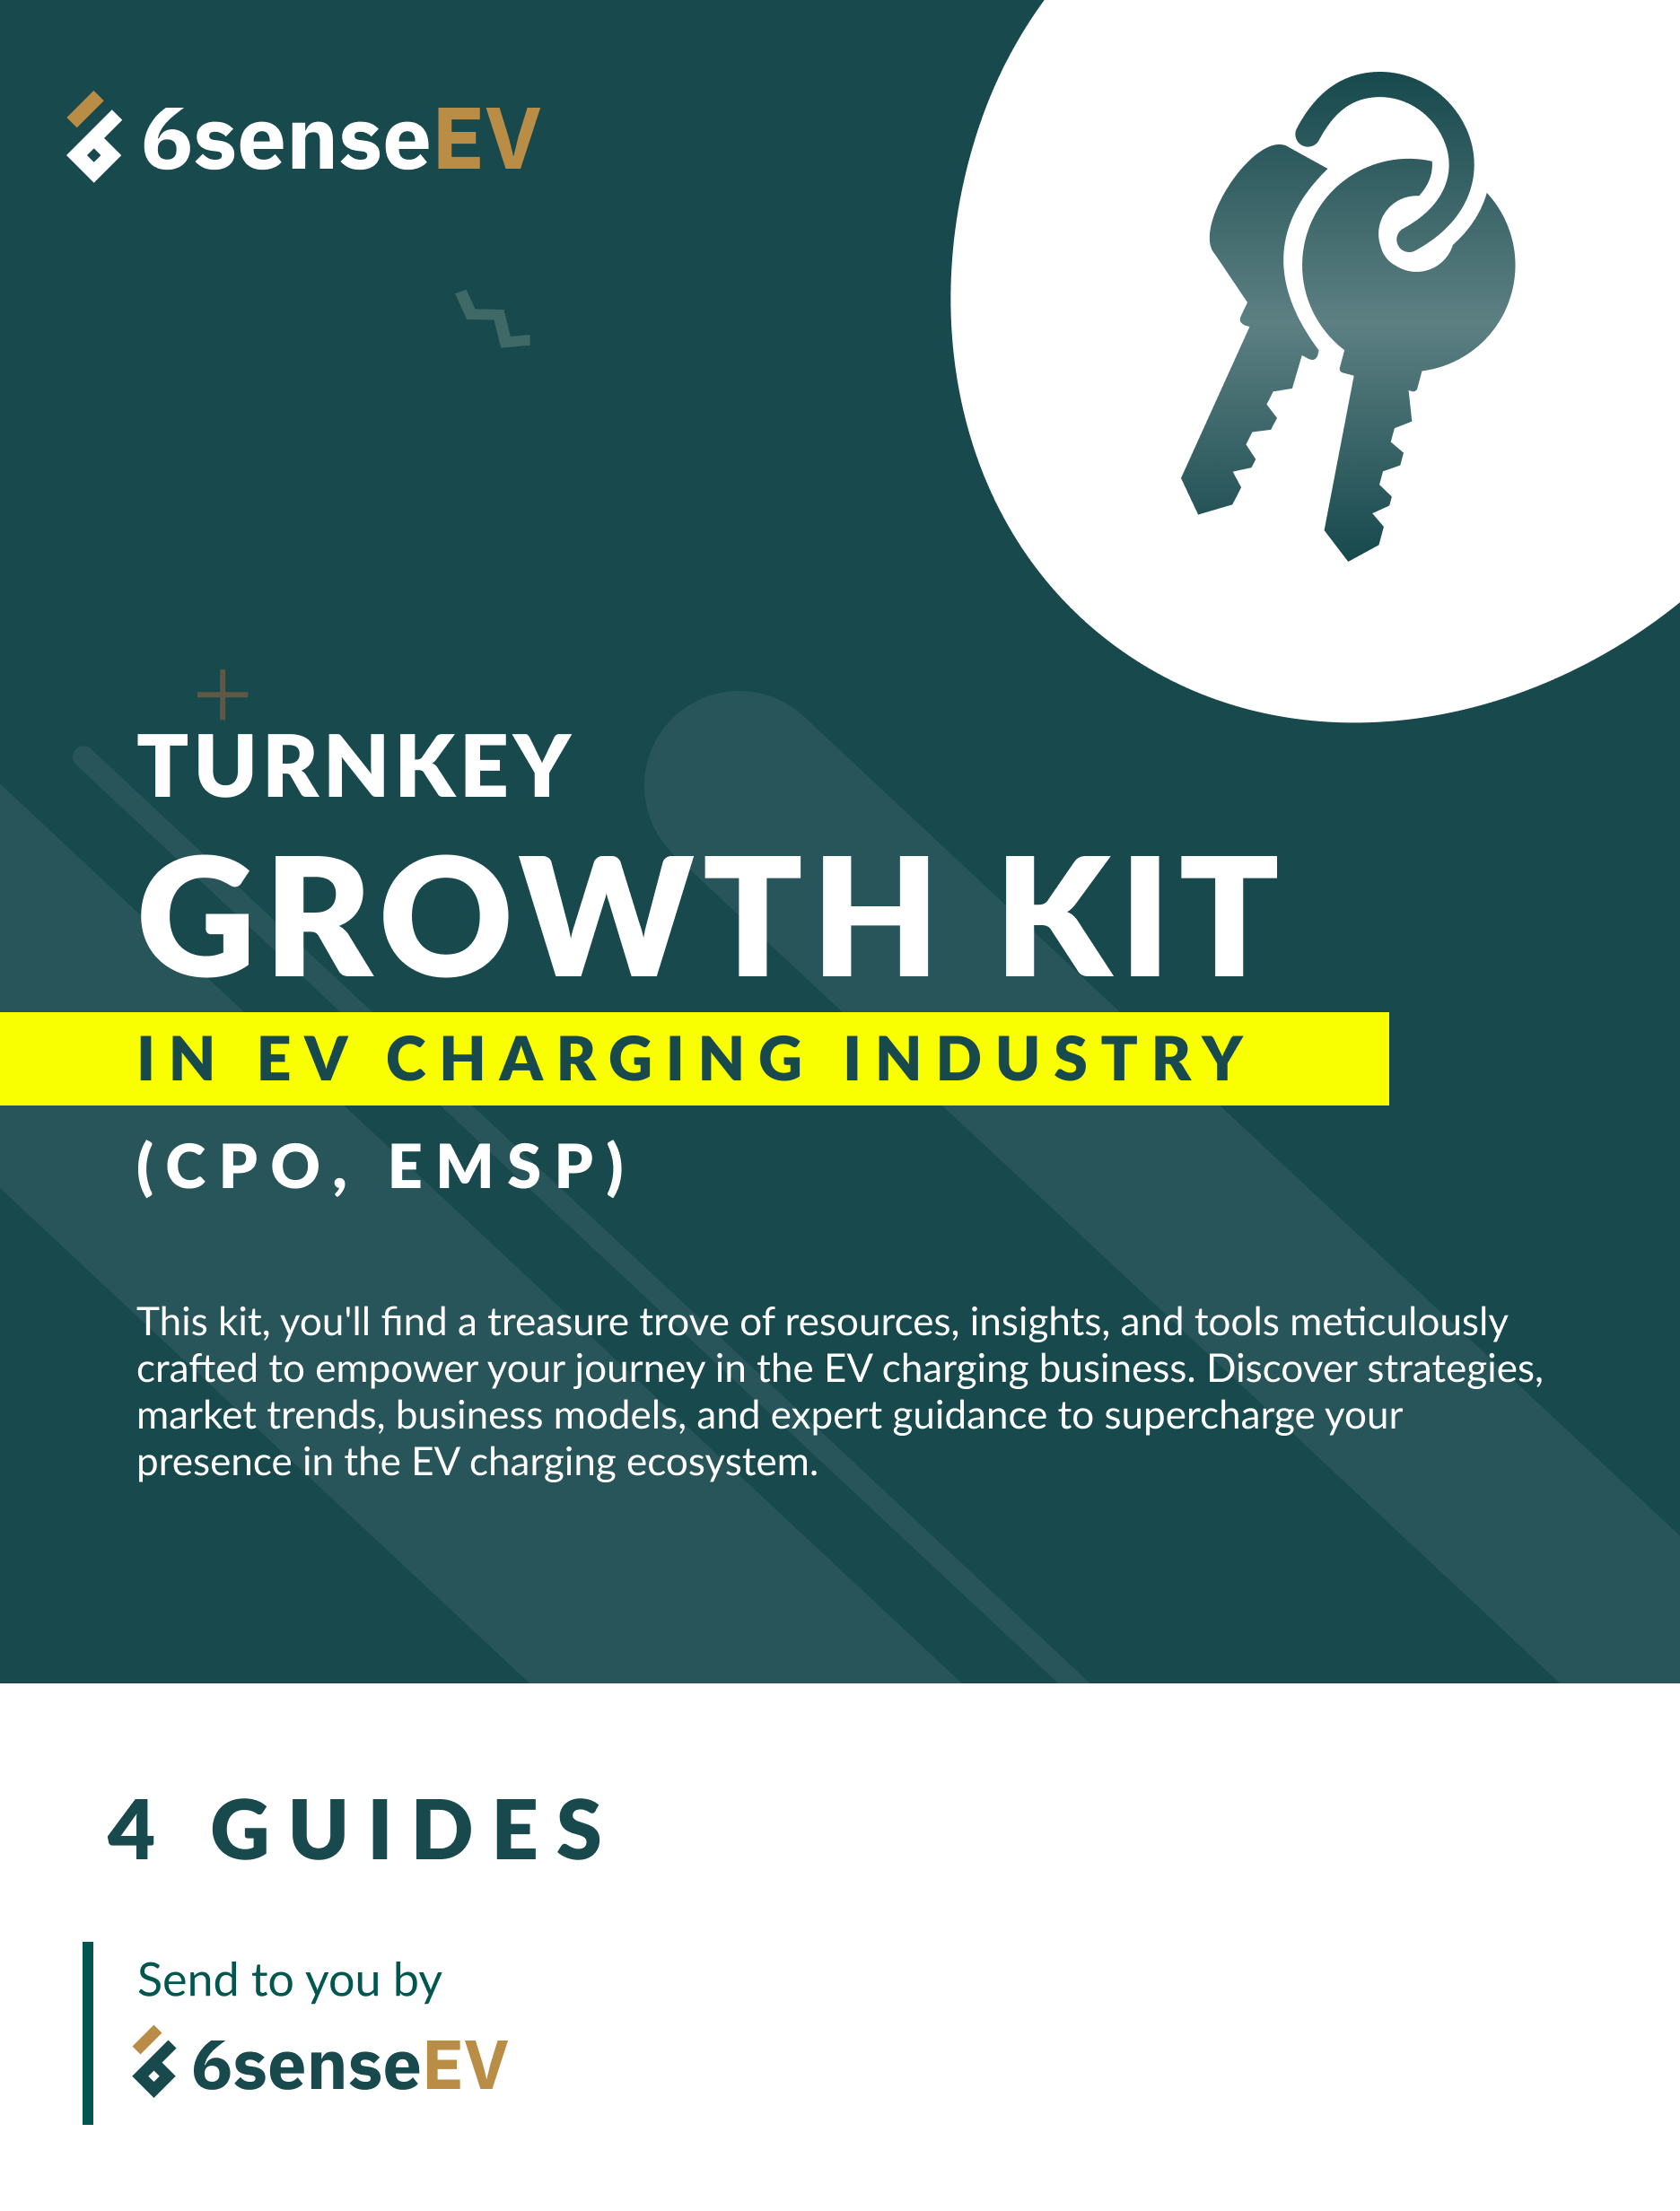 6senseEV
TURNKEY
GROWTH KIT
IN EV CHARGING INDUSTRY
(CPO, EMSP)
This kit, you'll find a treasure trove of resources, insights, and tools meticulously
crafted to empower your journey in the EV charging business. Discover strategies,
market trends, business models, and expert guidance to supercharge your
presence in the EV charging ecosystem.
4 GUIDES
Send to you by
6senseEV